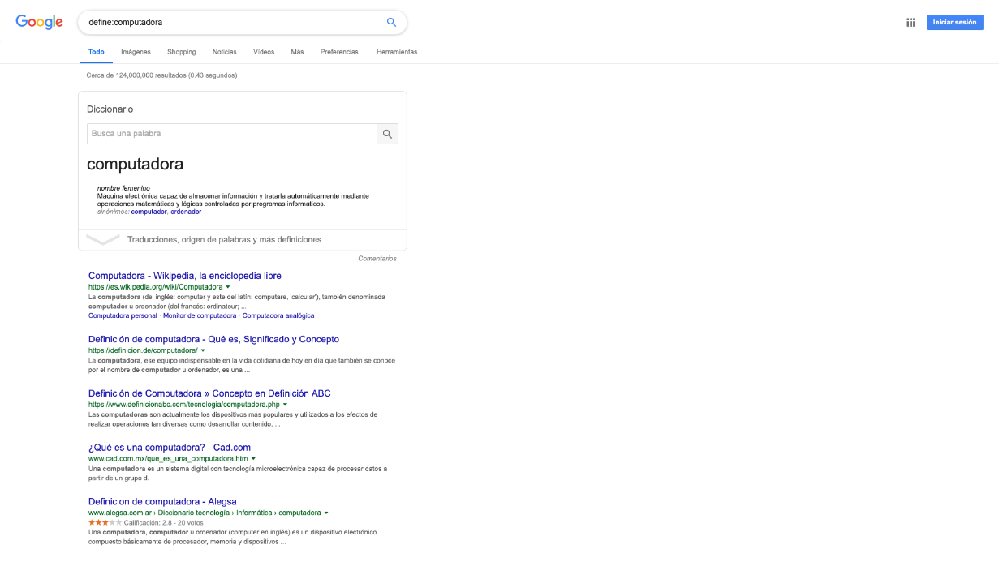 Google
define:computadora
Iniciar sesión
Todo Imágenes Shopping Noticias Vídeos Más Preferencias Herramientas
Cerca de 124,000,000 resultados (0.43 segundos)
Diccionario
Busca una palabra
computadora
nombre femenino
Máquina electrónica capaz de almacenar información y tratarla automáticamente mediante
operaciones matemáticas y lógicas controladas por programas informáticos.
sinónimos: computador, ordenador
Traducciones, origen de palabras y más definiciones
Comentarios
Computadora - Wikipedia, la enciclopedia libre
https://es.wikipedia.org/wiki/Computadora
La computadora (del inglés: computer y este del latín: computare, 'calcular'), también denominada
computador u ordenador (del francés: ordinateur; ...
Computadora personal · Monitor de computadora · Computadora analógica
Definición de computadora - Qué es, Significado y Concepto
https://definicion.de/computadora/
La computadora, ese equipo indispensable en la vida cotidiana de hoy en día que también se conoce
por el nombre de computador u ordenador, es una ...
Definición de Computadora » Concepto en Definición ABC
https://www.definicionabc.com/tecnologia/computadora.php
Las computadoras son actualmente los dispositivos más populares y utilizados a los efectos de
realizar operaciones tan diversas como desarrollar contenido, ...
¿Qué es una computadora? - Cad.com
www.cad.com.mx/que_es_una_computadora.htm
Una computadora es un sistema digital con tecnología microelectrónica capaz de procesar datos a
partir de un grupo d.
Definicion de computadora - Alegsa
www.alegsa.com.ar › Diccionario tecnología › Informática › computadora
Calificación: 2.8 - 20 votos
Una computadora, computador u ordenador (computer en inglés) es un dispositivo electrónico
compuesto básicamente de procesador, memoria y dispositivos ...